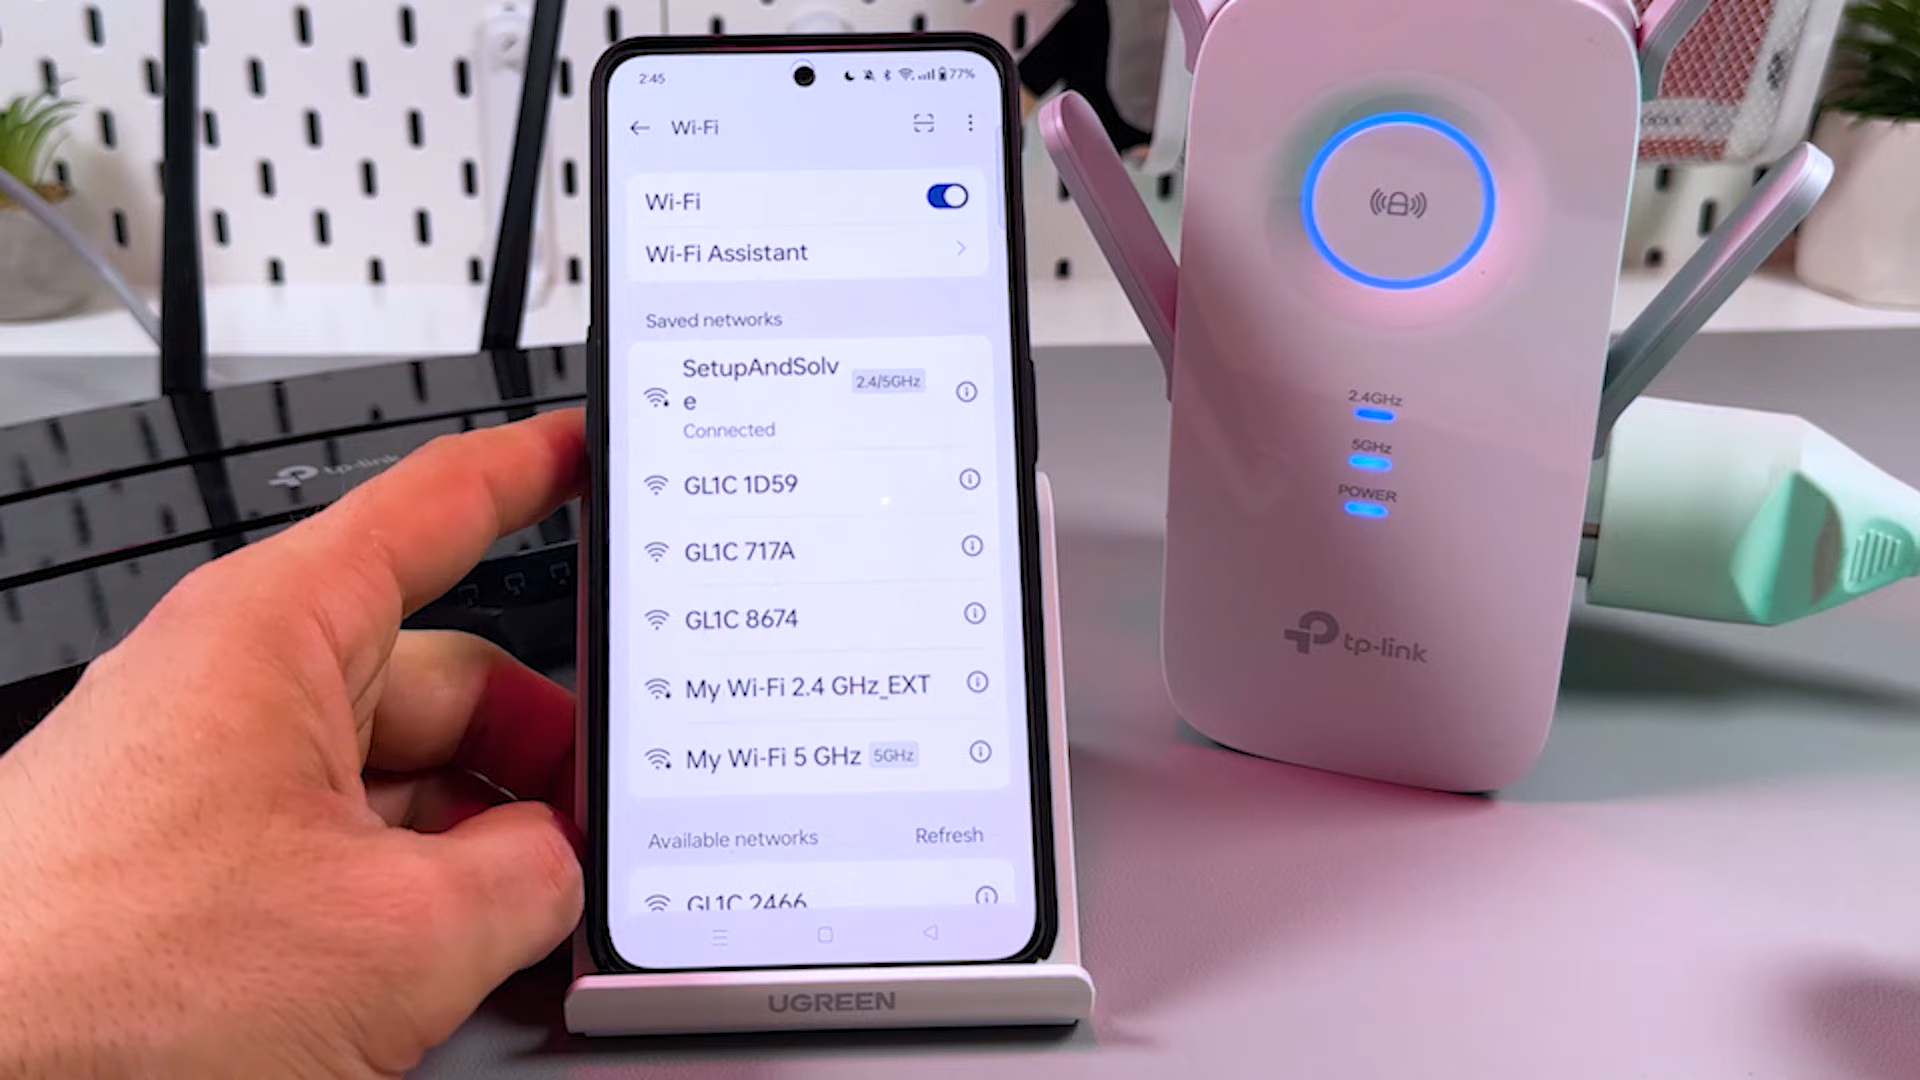 2:45
77%
Wi-Fi
Wi-Fi
Wi-Fi Assistant
Saved networks
SetupAndSolv
e
2.4/5GHz
Connected
GL1C 1D59
GL1C 717A
GL1C 8674
My Wi-Fi 2.4 GHz_EXT
My Wi-Fi 5 GHz 5GHz
Available networks Refresh
GL1C 2466
UGREEN
tp-link
2.4GHz
5GHz
POWER
tp-link